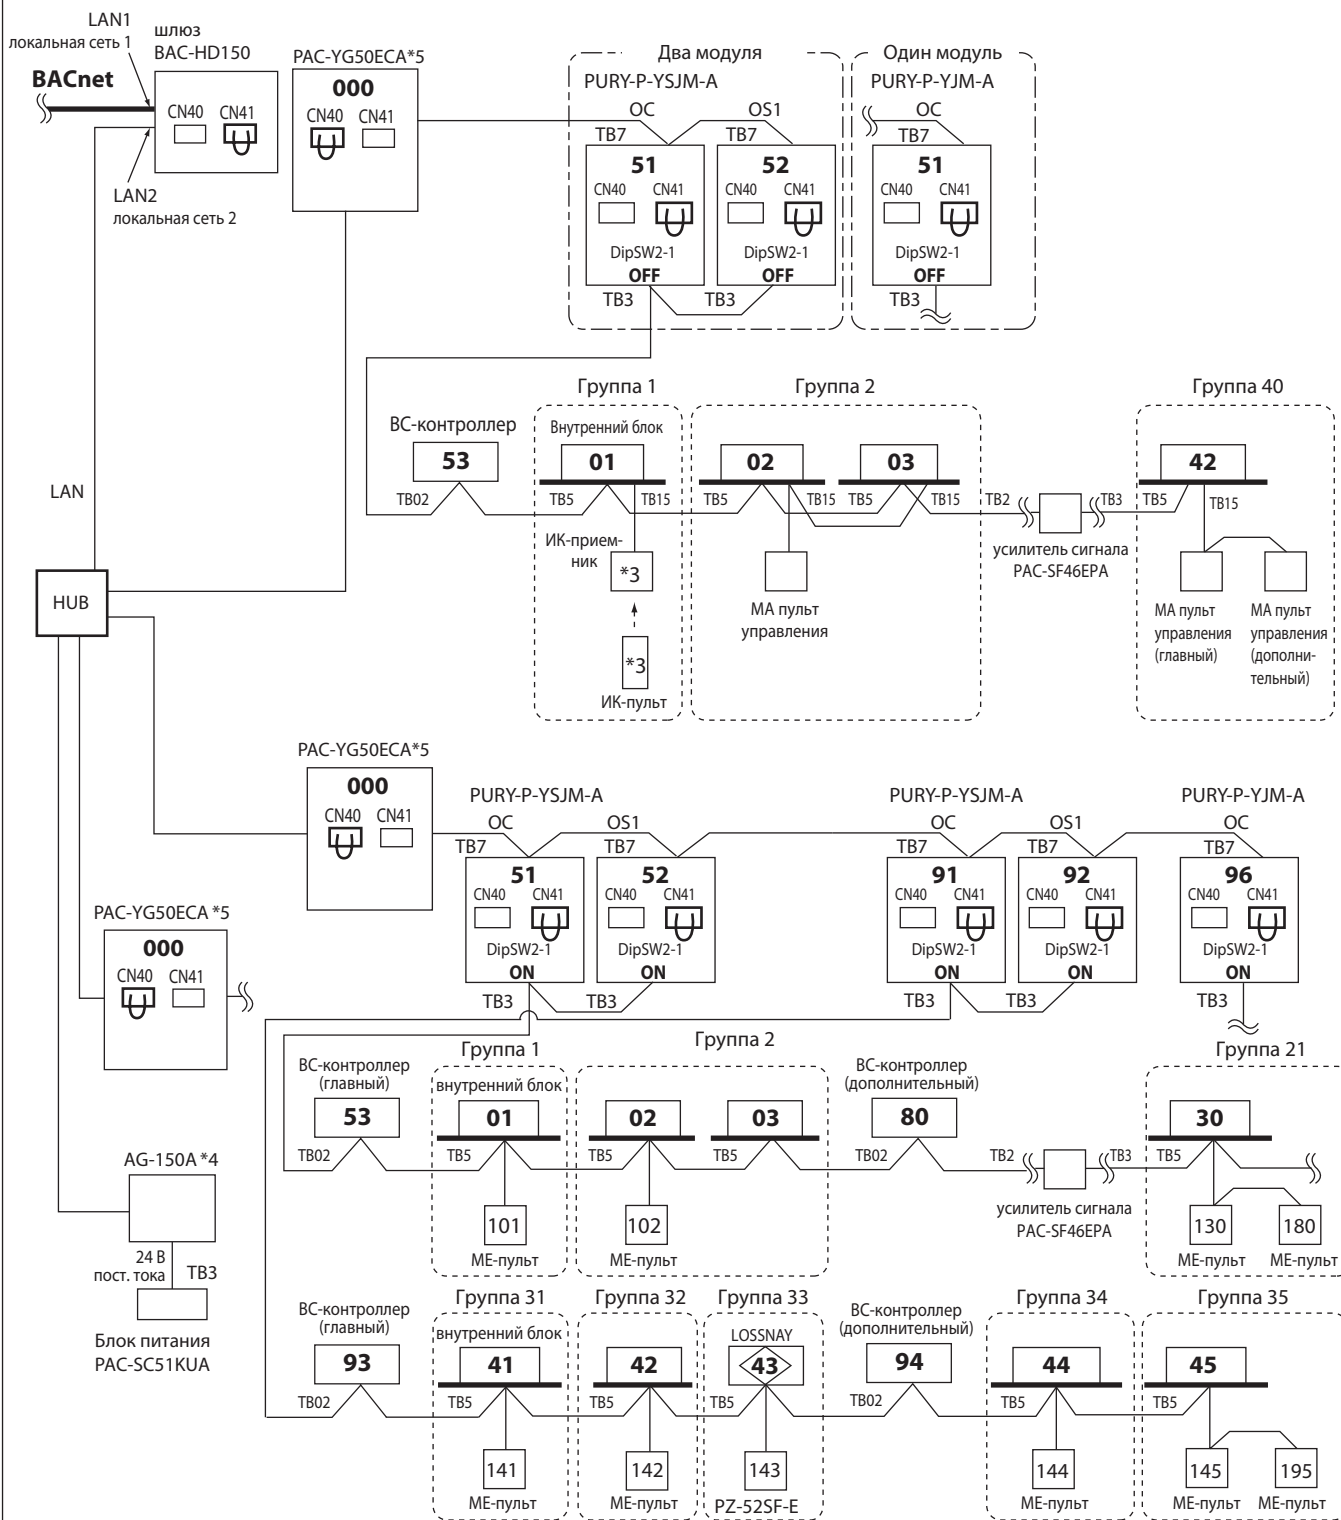 LAN1
локальная сеть 1
шлюз
BAC-HD150
BACnet
CN40 CN41
LAN2
локальная сеть 2
PAC-YG50ECA*5
000
CN40 CN41
Два модуля
PURY-P-YSJM-A
OC OS1
TB7 TB7
51 52
CN40 CN41 CN40 CN41
DipSW2-1 DipSW2-1
OFF OFF
TB3 TB3
Один модуль
PURY-P-YJM-A
OC
TB7
51
CN40 CN41
DipSW2-1
OFF
TB3
Группа 1 Группа 2 Группа 40
ВС-контроллер Внутренний блок
53 01 02 03 42
TB02 TB5 TB15 TB5 TB15 TB5 TB15 TB2 TB3 TB5 TB15
усилитель сигнала
PAC-SF46EPA
ИК-прием-
ник
*3
*3
ИК-пульт
МА пульт
управления
МА пульт
управления
(главный)
МА пульт
управления
(дополни-
тельный)
LAN
HUB
PAC-YG50ECA*5
000
CN40 CN41
PURY-P-YSJM-A PURY-P-YSJM-A PURY-P-YJM-A
OC OS1 OC OS1 OC
TB7 TB7 TB7 TB7 TB7
51 52 91 92 96
CN40 CN41 CN40 CN41 CN40 CN41 CN40 CN41 CN40 CN41
DipSW2-1 DipSW2-1 DipSW2-1 DipSW2-1 DipSW2-1
ON ON ON ON ON
TB3 TB3 TB3 TB3 TB3
PAC-YG50ECA *5
000
CN40 CN41
Группа 1 Группа 2 Группа 21
ВС-контроллер
(главный)
внутренний блок
ВС-контроллер
(дополнительный)
53 01 02 03 80 30
TB02 TB5 TB5 TB5 TB02 TB2 TB3 TB5
усилитель сигнала
PAC-SF46EPA
101 102 130 180
МЕ-пульт МЕ-пульт МЕ-пульт МЕ-пульт
AG-150A *4
24 В
пост. тока
TB3
Блок питания
PAC-SC51KUA
Группа 31 Группа 32 Группа 33 Группа 34 Группа 35
ВС-контроллер
(главный)
внутренний блок
LOSSNAY
ВС-контроллер
(дополнительный)
93 41 42 43 94 44 45
TB02 TB5 TB5 TB5 TB02 TB5 TB5
141 142 143 144 145 195
МЕ-пульт МЕ-пульт PZ-52SF-E МЕ-пульт МЕ-пульт МЕ-пульт